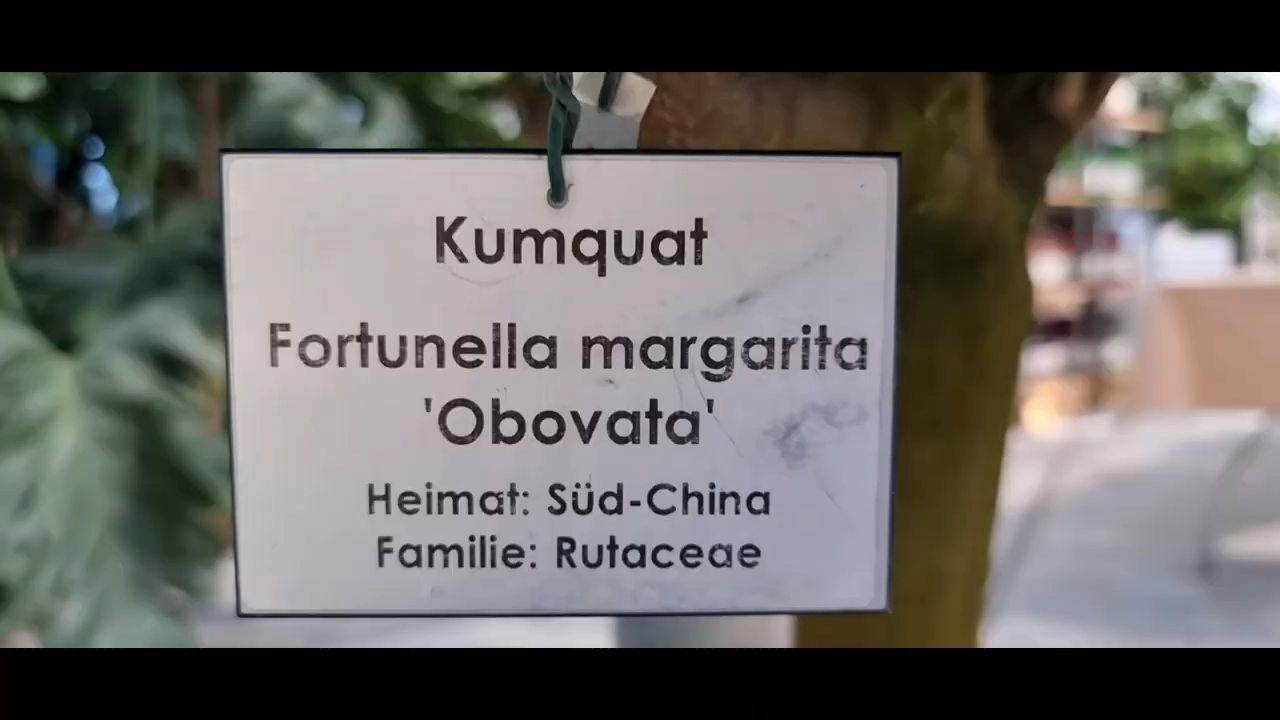 Kumquat
Fortunella margarita
'Obovata'
Heimat: Süd-China
Familie: Rutaceae